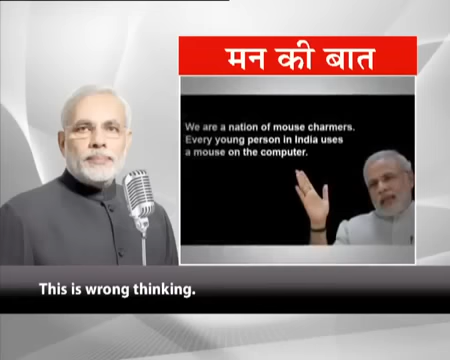 मन की बात
We are a nation of mouse charmers.
Every young person in India uses
a mouse on the computer.
This is wrong thinking.